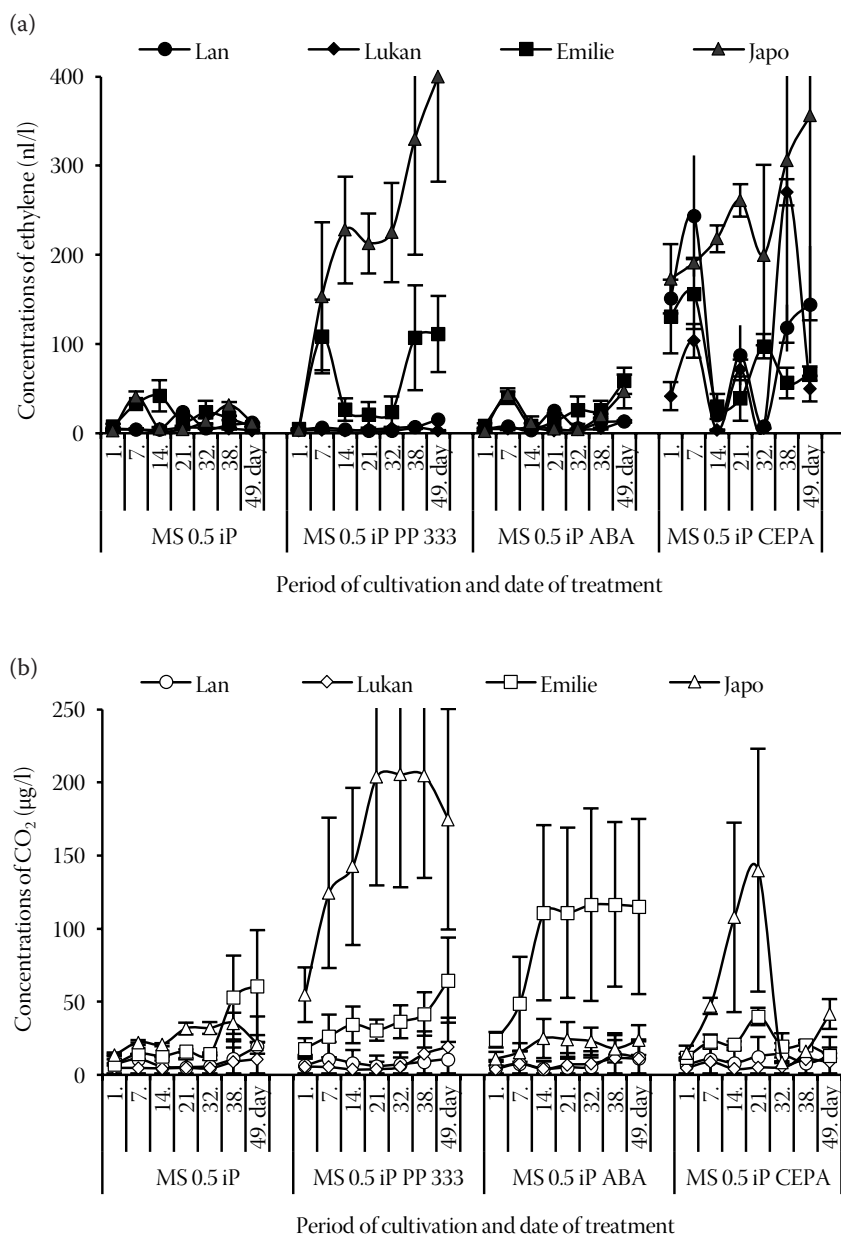 (a)
Lan Lukan Emilie Japo
Concentrations of ethylene (nl/l)
400
300
200
100
0
1. 7. 14. 21. 32. 38. 49. day 1. 7. 14. 21. 32. 38. 49. day 1. 7. 14. 21. 32. 38. 49. day 1. 7. 14. 21. 32. 38. 49. day
MS 0.5 iP MS 0.5 iP PP 333 MS 0.5 iP ABA MS 0.5 iP CEPA
Period of cultivation and date of treatment
(b)
Lan Lukan Emilie Japo
Concentrations of CO₂ (µg/l)
250
200
150
100
50
0
1. 7. 14. 21. 32. 38. 49. day 1. 7. 14. 21. 32. 38. 49. day 1. 7. 14. 21. 32. 38. 49. day 1. 7. 14. 21. 32. 38. 49. day
MS 0.5 iP MS 0.5 iP PP 333 MS 0.5 iP ABA MS 0.5 iP CEPA
Period of cultivation and date of treatment